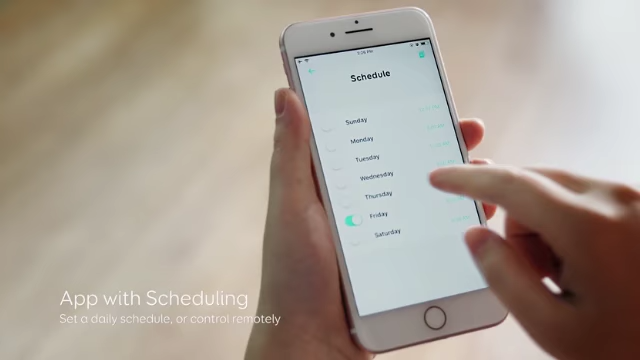 Schedule
Sunday
Monday
Tuesday
Wednesday
Thursday
Friday
Saturday
App with Scheduling
Set a daily schedule, or control remotely